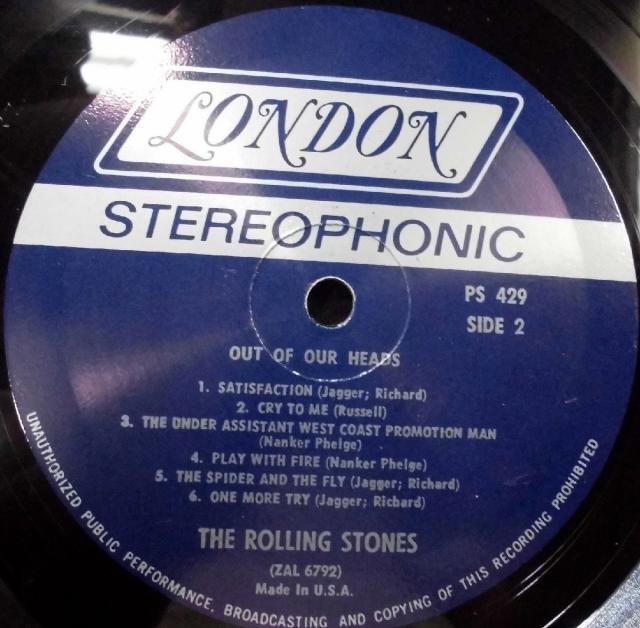 LONDON
STEREOPHONIC
PS 429
SIDE 2
OUT OF OUR HEADS
1. SATISFACTION (Jagger; Richard)
2. CRY TO ME (Russell)
3. THE UNDER ASSISTANT WEST COAST PROMOTION MAN
(Nanker Phelge)
4. PLAY WITH FIRE (Nanker Phelge)
5. THE SPIDER AND THE FLY (Jagger; Richard)
6. ONE MORE TRY (Jagger; Richard)
THE ROLLING STONES
(ZAL 6792)
Made In U.S.A.
UNAUTHORIZED PUBLIC PERFORMANCE, BROADCASTING AND COPYING OF THIS RECORDING PROHIBITED